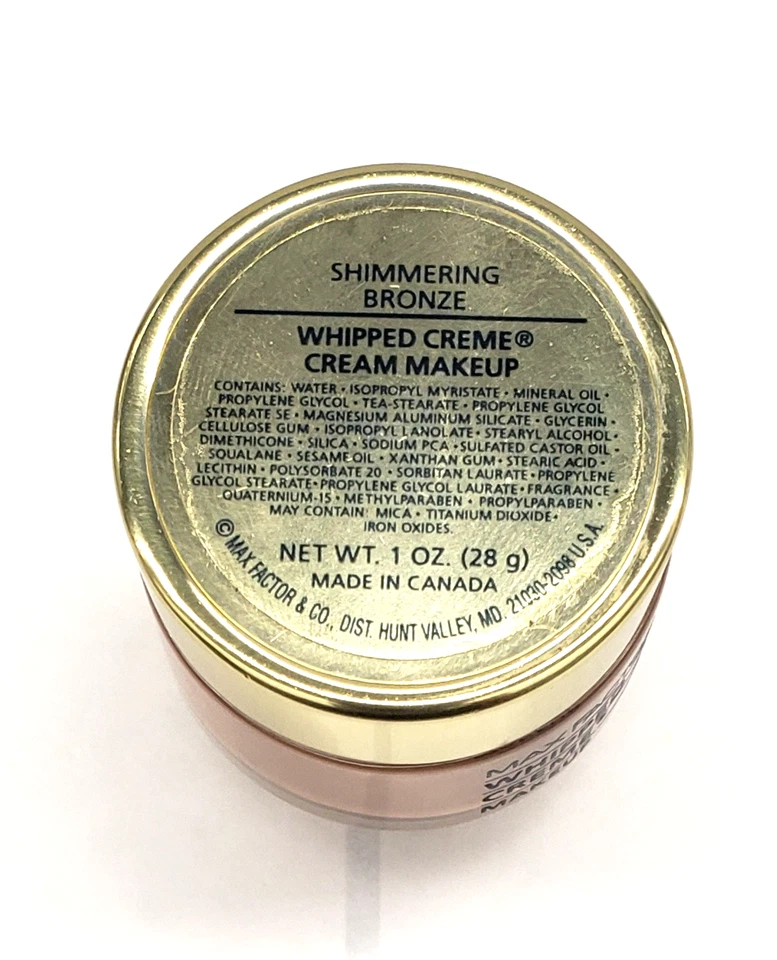 SHIMMERING
BRONZE
WHIPPED CREME®
CREAM MAKEUP
CONTAINS: WATER • ISOPROPYL MYRISTATE • MINERAL OIL •
PROPYLENE GLYCOL • TEA-STEARATE • PROPYLENE GLYCOL
STEARATE SE • MAGNESIUM ALUMINUM SILICATE • GLYCERIN •
CELLULOSE GUM • ISOPROPYL LANOLATE • STEARYL ALCOHOL •
DIMETHICONE • SILICA • SODIUM PCA • SULFATED CASTOR OIL •
SQUALANE • SESAME OIL • XANTHAN GUM • STEARIC ACID •
LECITHIN • POLYSORBATE 20 • SORBITAN LAURATE • PROPYLENE
GLYCOL STEARATE • PROPYLENE GLYCOL LAURATE • FRAGRANCE •
QUATERNIUM-15 • METHYLPARABEN • PROPYLPARABEN •
MAY CONTAIN: MICA • TITANIUM DIOXIDE •
IRON OXIDES.
NET WT. 1 OZ. (28 g)
MADE IN CANADA
© MAX FACTOR & CO., DIST. HUNT VALLEY, MD. 21030-2098 U.S.A.
MAX
WHIPPED
CREME
MAKEUP